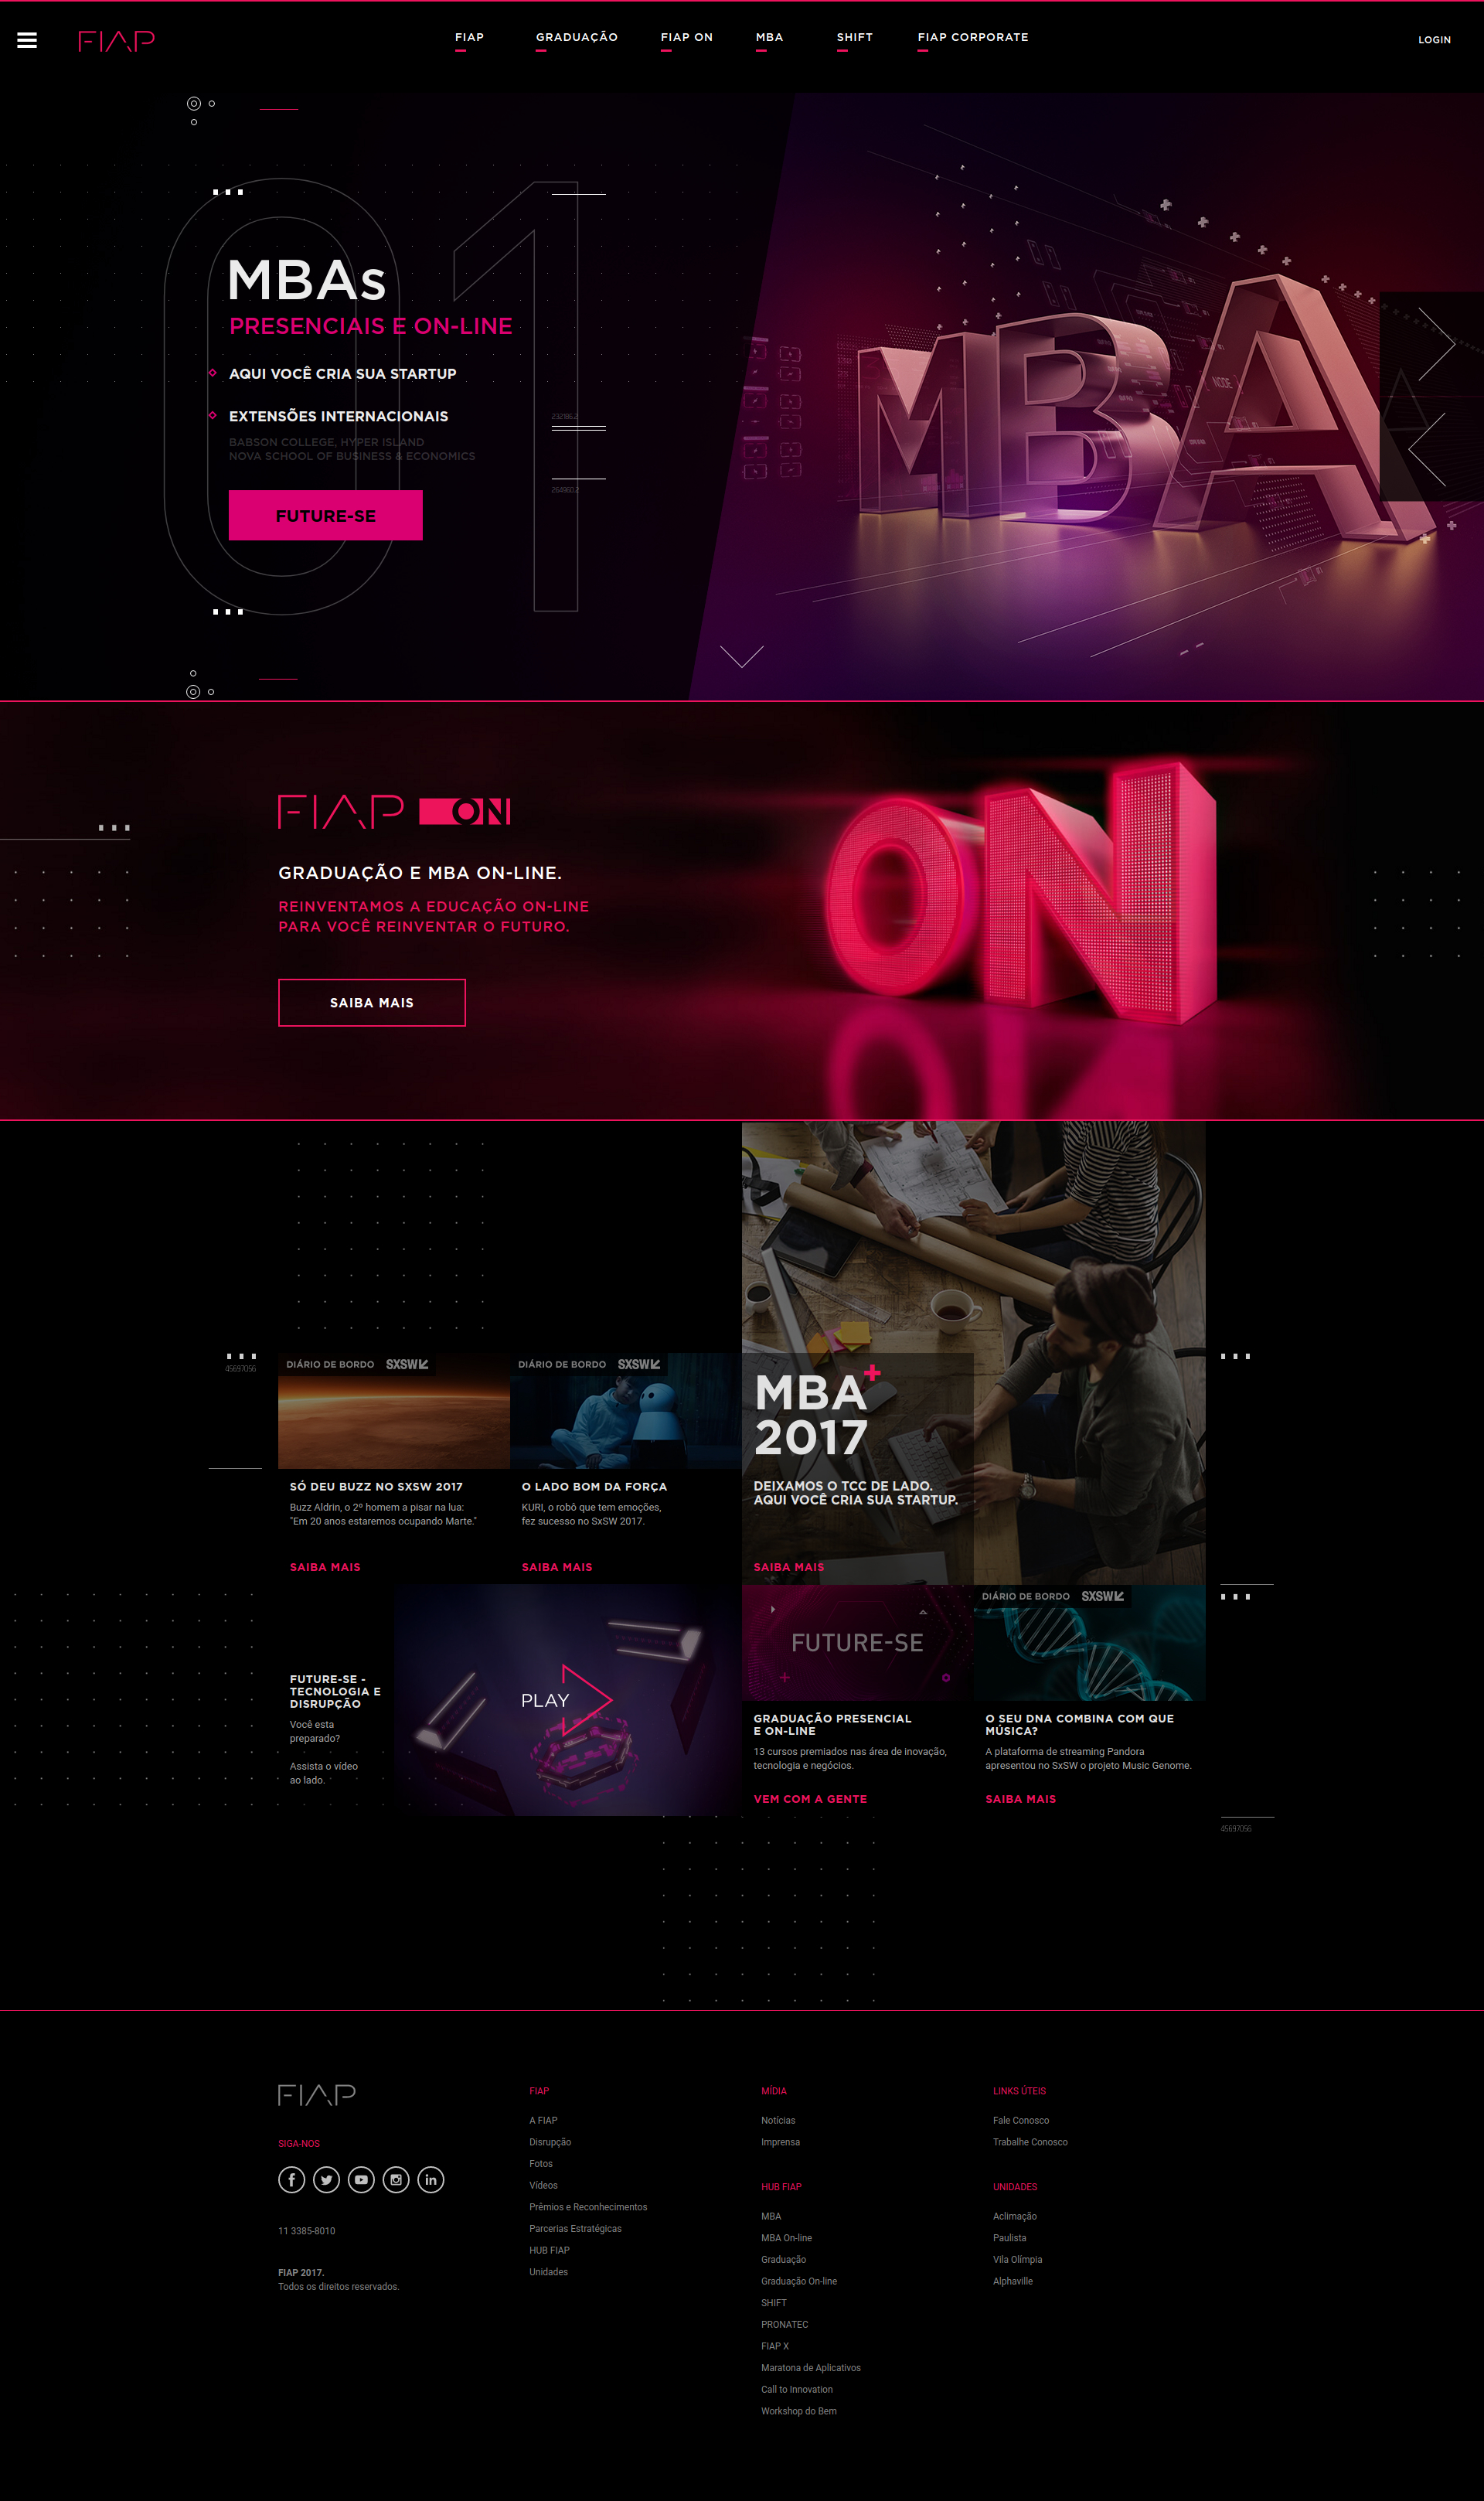 FIAP
FIAP
GRADUAÇÃO
FIAP ON
MBA
SHIFT
FIAP CORPORATE
LOGIN
01
MBAs
PRESENCIAIS E ON-LINE
AQUI VOCÊ CRIA SUA STARTUP
EXTENSÕES INTERNACIONAIS
BABSON COLLEGE, HYPER ISLAND
NOVA SCHOOL OF BUSINESS & ECONOMICS
FUTURE-SE
MBA
NODE
FIAP ON
GRADUAÇÃO E MBA ON-LINE.
REINVENTAMOS A EDUCAÇÃO ON-LINE
PARA VOCÊ REINVENTAR O FUTURO.
SAIBA MAIS
ON
45697056
DIÁRIO DE BORDO SXSW
SÓ DEU BUZZ NO SXSW 2017
Buzz Aldrin, o 2º homem a pisar na lua:
"Em 20 anos estaremos ocupando Marte."
SAIBA MAIS
DIÁRIO DE BORDO SXSW
O LADO BOM DA FORÇA
KURI, o robô que tem emoções,
fez sucesso no SxSW 2017.
SAIBA MAIS
MBA+
2017
DEIXAMOS O TCC DE LADO.
AQUI VOCÊ CRIA SUA STARTUP.
SAIBA MAIS
FUTURE-SE -
TECNOLOGIA E
DISRUPÇÃO
Você esta
preparado?
Assista o vídeo
ao lado.
PLAY
FUTURE-SE
GRADUAÇÃO PRESENCIAL
E ON-LINE
13 cursos premiados nas área de inovação,
tecnologia e negócios.
VEM COM A GENTE
DIÁRIO DE BORDO SXSW
O SEU DNA COMBINA COM QUE
MÚSICA?
A plataforma de streaming Pandora
apresentou no SxSW o projeto Music Genome.
SAIBA MAIS
45697056
FIAP
SIGA-NOS
11 3385-8010
FIAP 2017.
Todos os direitos reservados.
FIAP
A FIAP
Disrupção
Fotos
Vídeos
Prêmios e Reconhecimentos
Parcerias Estratégicas
HUB FIAP
Unidades
MÍDIA
Notícias
Imprensa
HUB FIAP
MBA
MBA On-line
Graduação
Graduação On-line
SHIFT
PRONATEC
FIAP X
Maratona de Aplicativos
Call to Innovation
Workshop do Bem
LINKS ÚTEIS
Fale Conosco
Trabalhe Conosco
UNIDADES
Aclimação
Paulista
Vila Olímpia
Alphaville